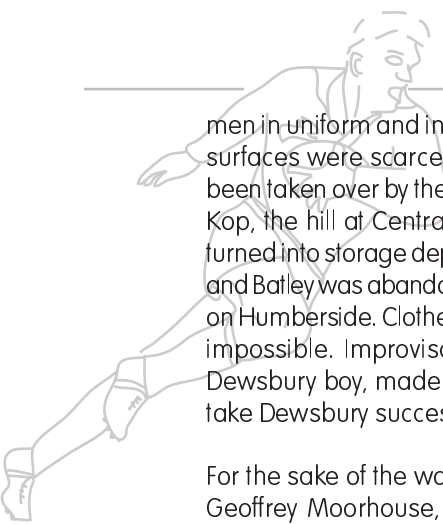 men in uniform and in
surfaces were scarce
been taken over by the
Kop, the hill at Centra
turned into storage dep
and Batley was abando
on Humberside. Clothe
impossible. Improvisa
Dewsbury boy, made
take Dewsbury succes
For the sake of the wo
Geoffrey Moorhouse,